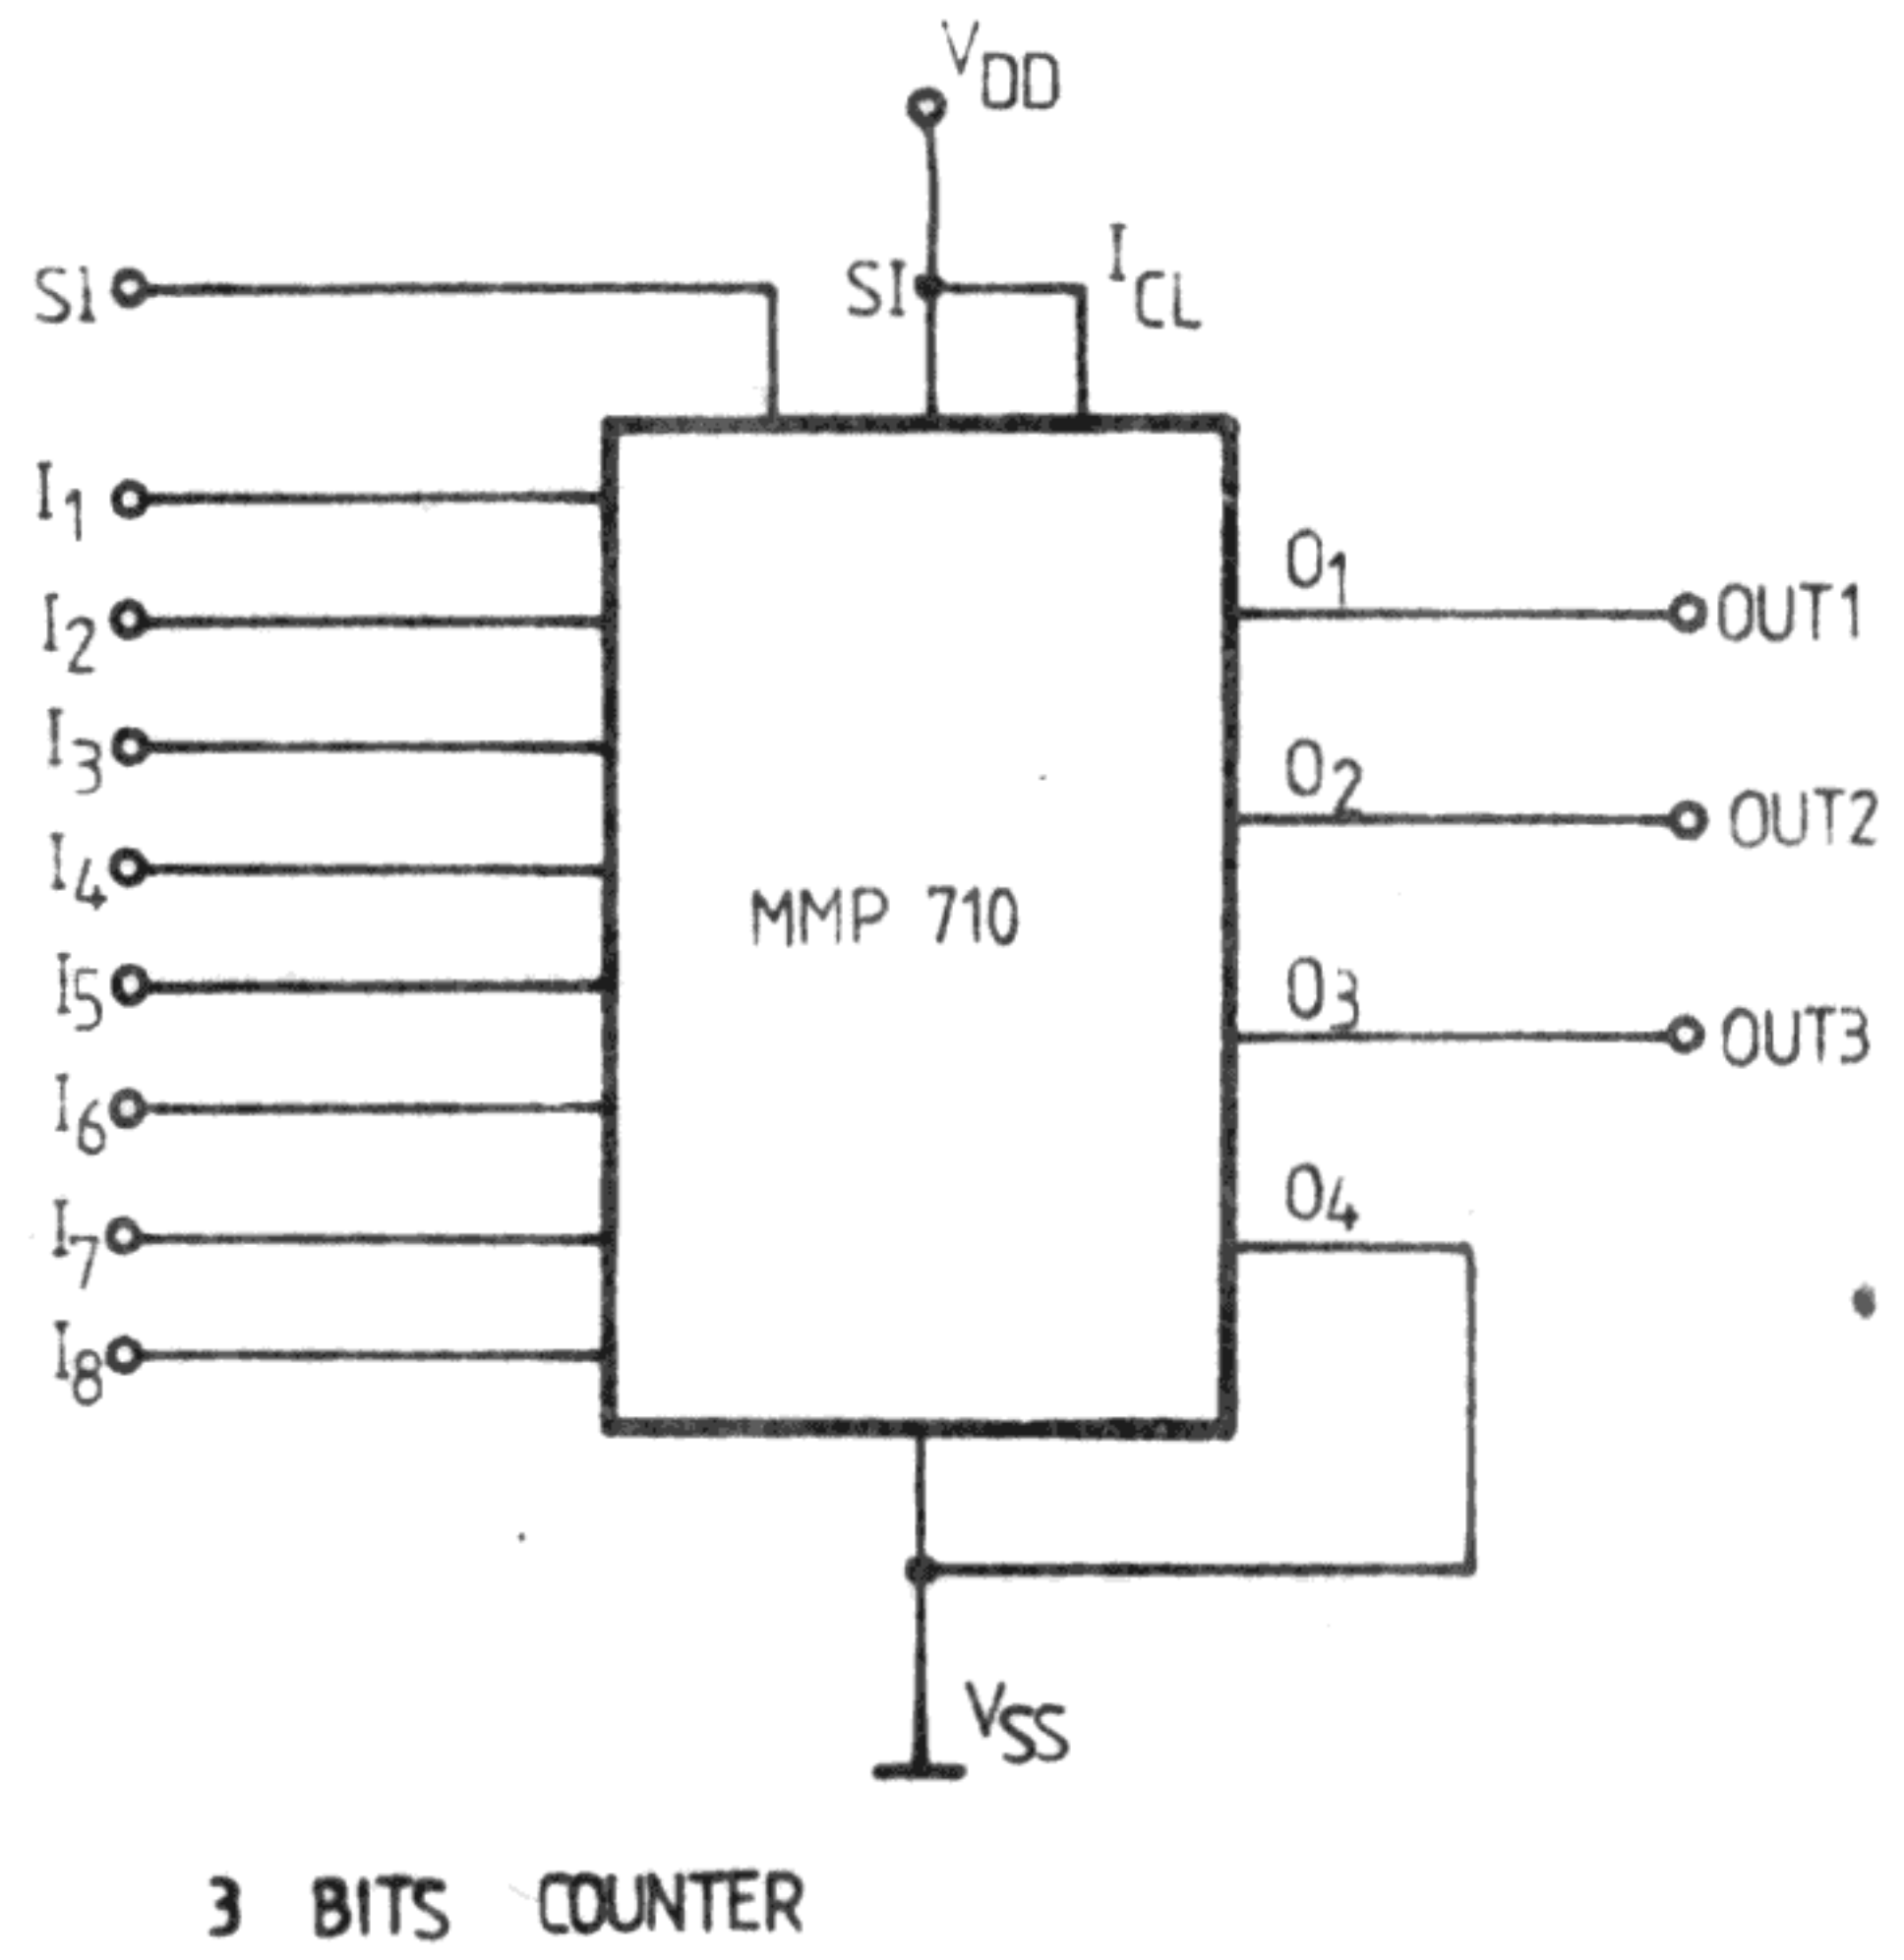 VDD
SI
SI
ICL
I1
I2
I3
I4
I5
I6
I7
I8
MMP 710
O1
OUT1
O2
OUT2
O3
OUT3
O4
VSS
3 BITS COUNTER